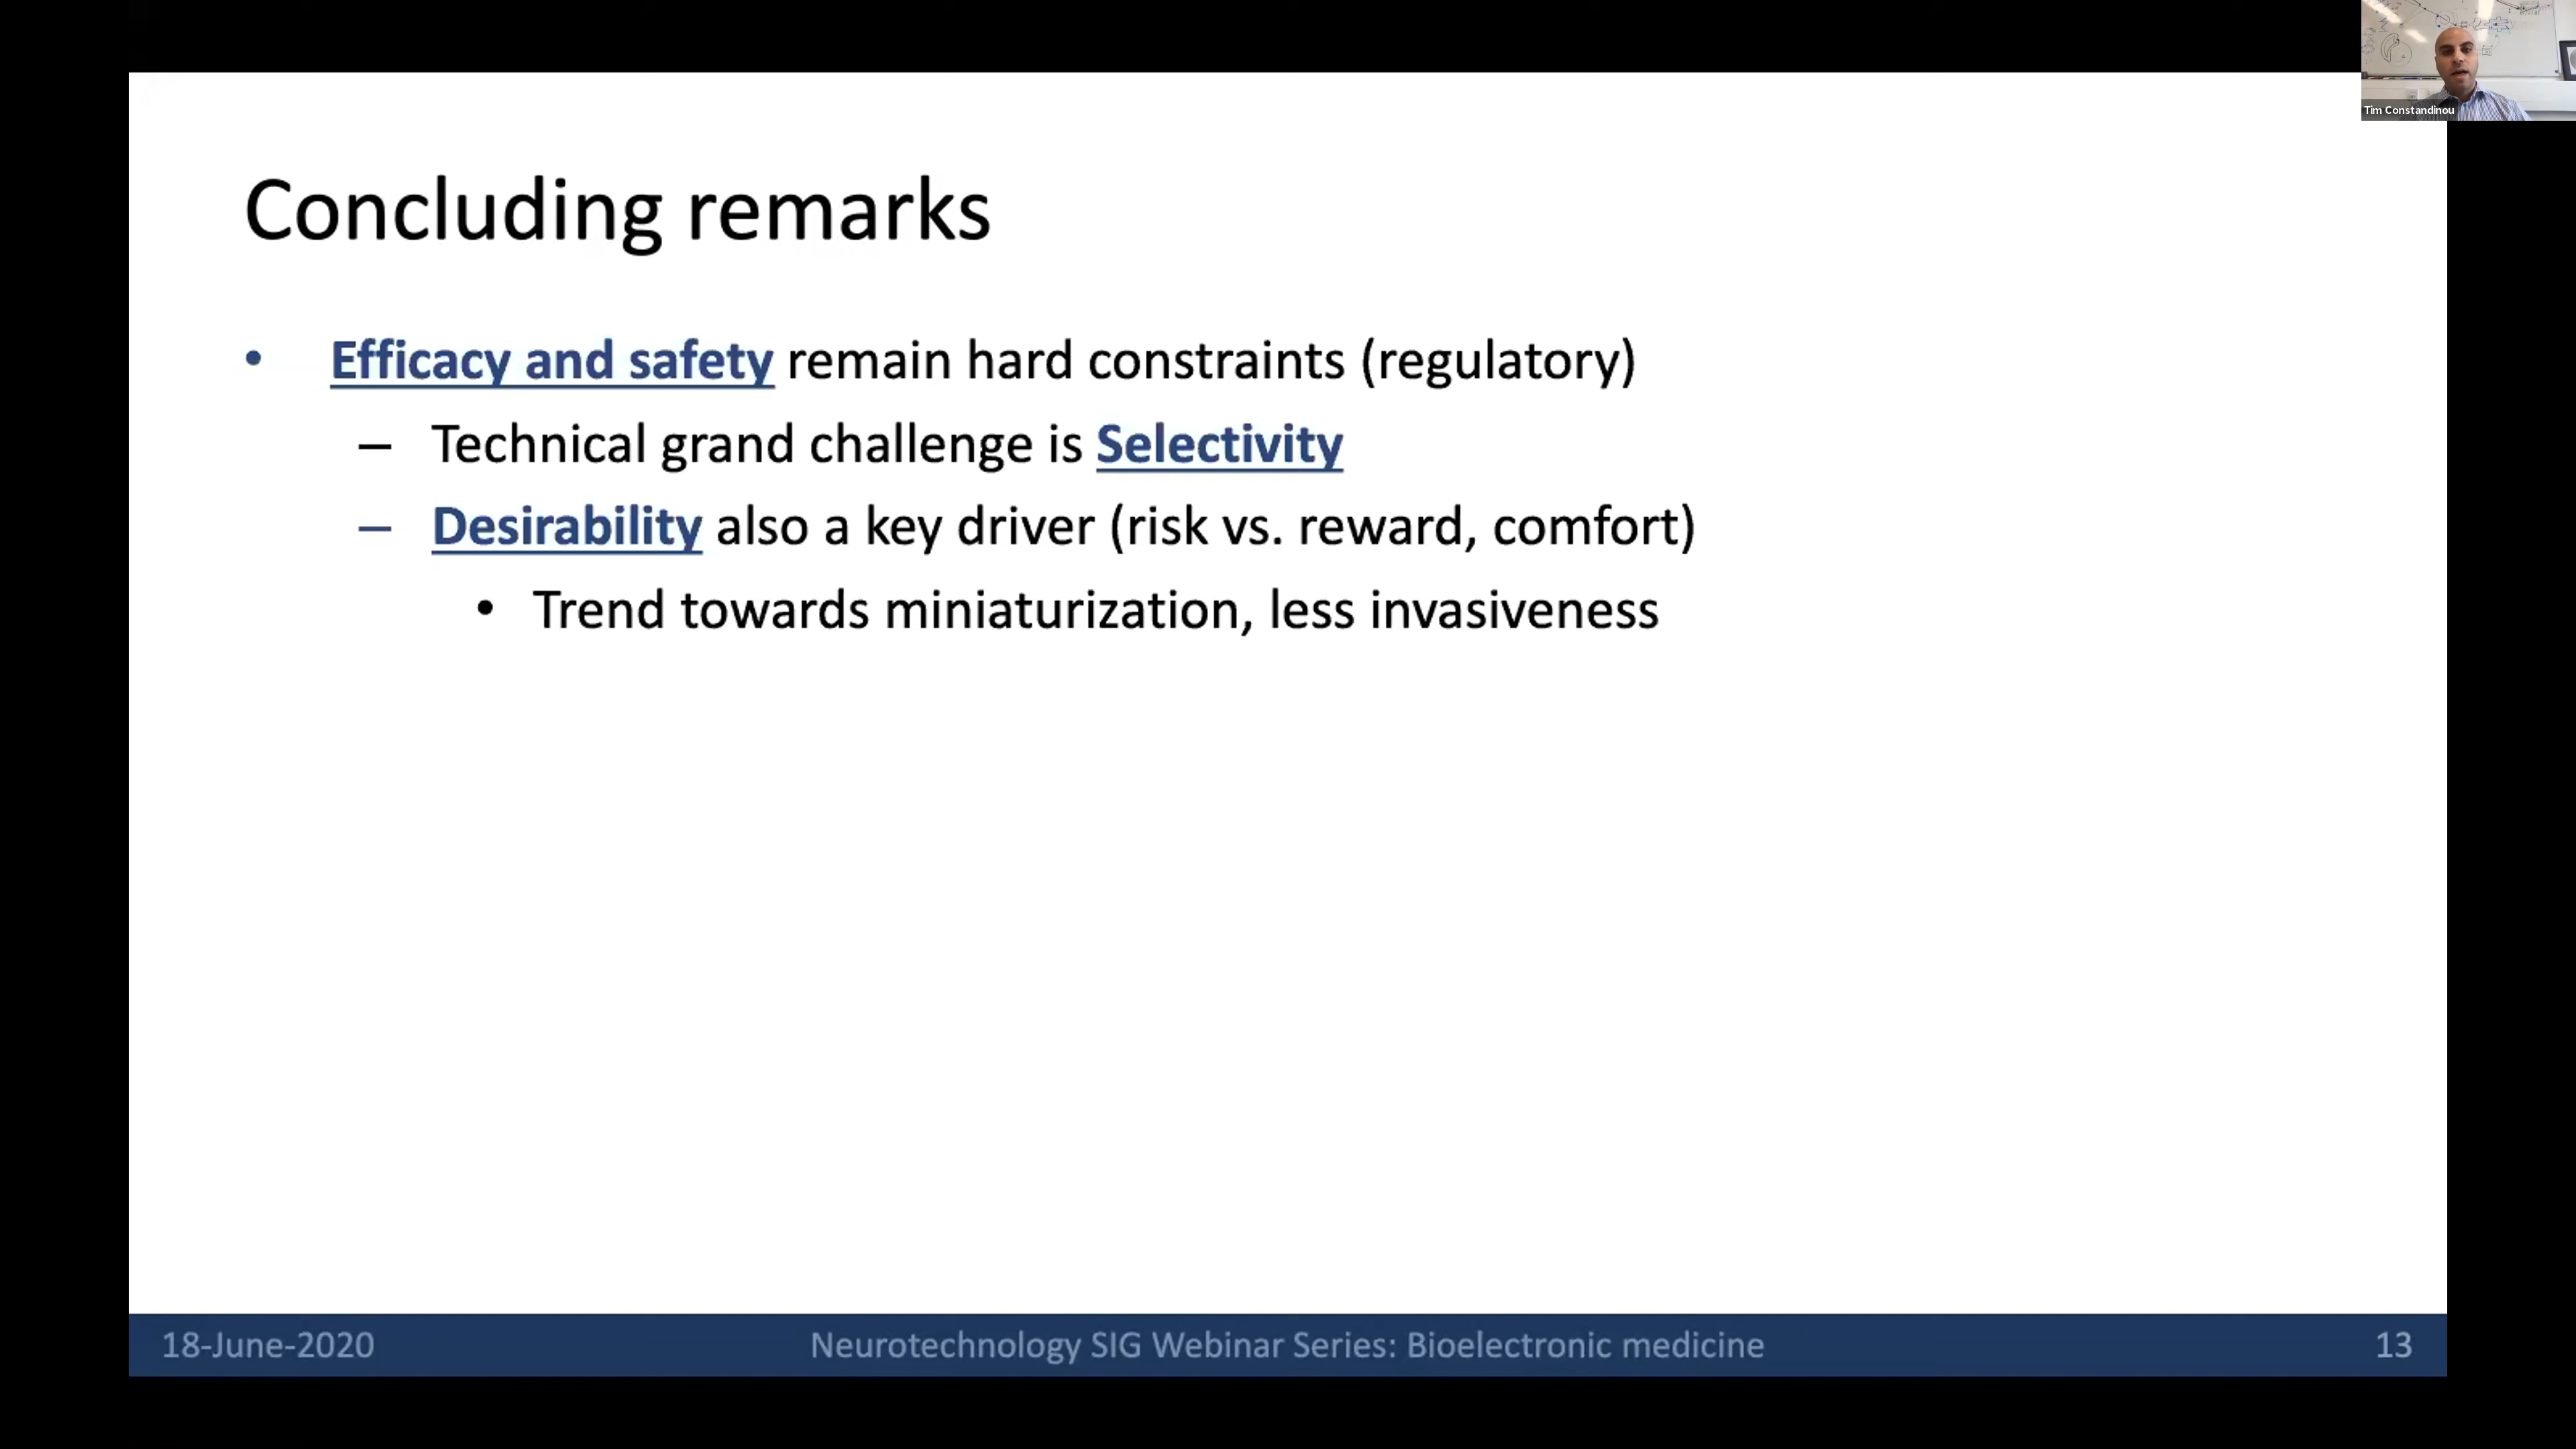 Tim Constandinou
Concluding remarks
• Efficacy and safety remain hard constraints (regulatory)
– Technical grand challenge is Selectivity
– Desirability also a key driver (risk vs. reward, comfort)
• Trend towards miniaturization, less invasiveness
18-June-2020
Neurotechnology SIG Webinar Series: Bioelectronic medicine
13